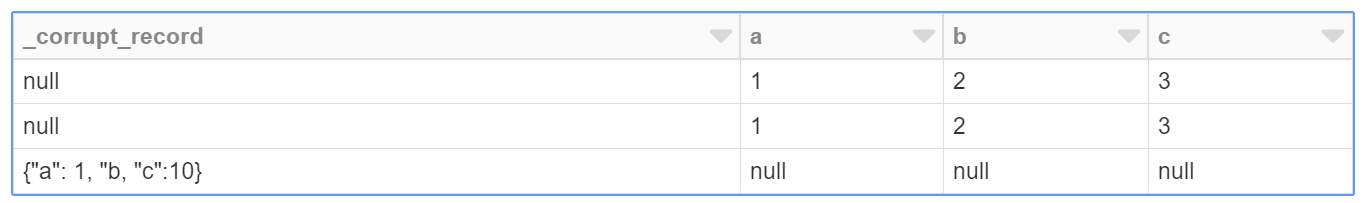 _corrupt_record a b c
null 1 2 3
null 1 2 3
{"a": 1, "b, "c":10} null null null